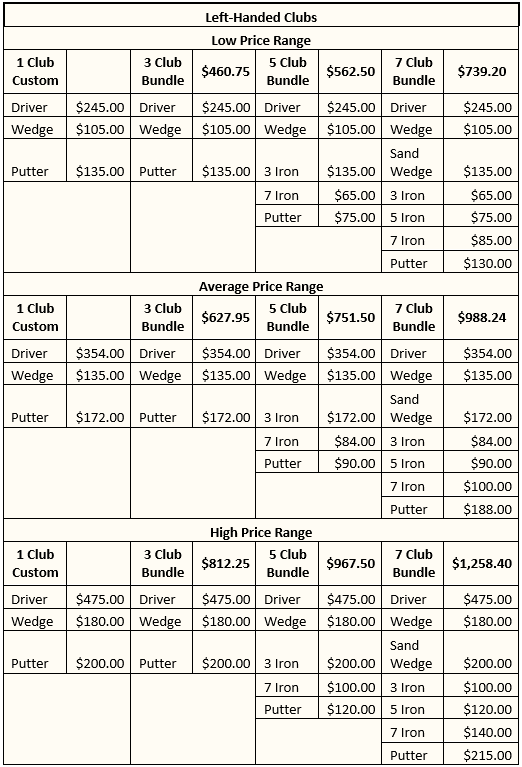 Left-Handed Clubs
Low Price Range
1 Club Custom 3 Club Bundle $460.75 5 Club Bundle $562.50 7 Club Bundle $739.20
Driver $245.00 Driver $245.00 Driver $245.00 Driver $245.00
Wedge $105.00 Wedge $105.00 Wedge $105.00 Wedge $105.00
Putter $135.00 Putter $135.00 3 Iron $135.00 Sand Wedge $135.00
7 Iron $65.00 3 Iron $65.00
Putter $75.00 5 Iron $75.00
7 Iron $85.00
Putter $130.00
Average Price Range
1 Club Custom 3 Club Bundle $627.95 5 Club Bundle $751.50 7 Club Bundle $988.24
Driver $354.00 Driver $354.00 Driver $354.00 Driver $354.00
Wedge $135.00 Wedge $135.00 Wedge $135.00 Wedge $135.00
Putter $172.00 Putter $172.00 3 Iron $172.00 Sand Wedge $172.00
7 Iron $84.00 3 Iron $84.00
Putter $90.00 5 Iron $90.00
7 Iron $100.00
Putter $188.00
High Price Range
1 Club Custom 3 Club Bundle $812.25 5 Club Bundle $967.50 7 Club Bundle $1,258.40
Driver $475.00 Driver $475.00 Driver $475.00 Driver $475.00
Wedge $180.00 Wedge $180.00 Wedge $180.00 Wedge $180.00
Putter $200.00 Putter $200.00 3 Iron $200.00 Sand Wedge $200.00
7 Iron $100.00 3 Iron $100.00
Putter $120.00 5 Iron $120.00
7 Iron $140.00
Putter $215.00